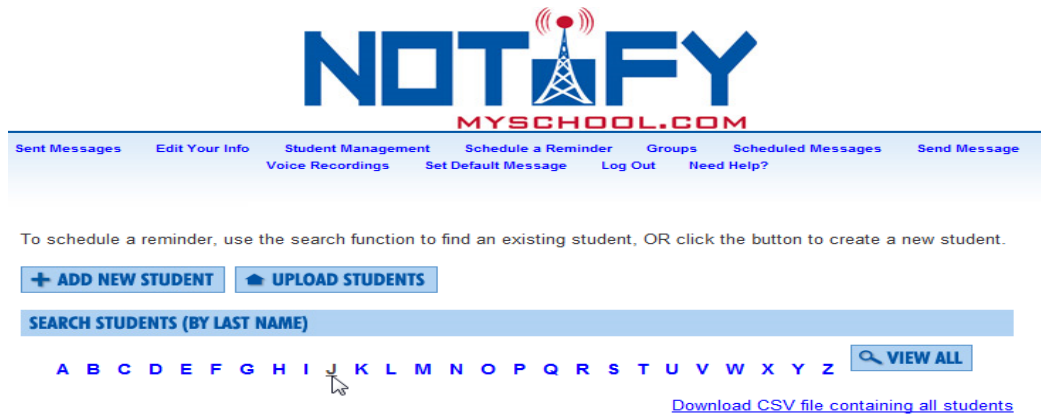 NOTIFY
MYSCHOOL.COM
Sent Messages Edit Your Info Student Management Schedule a Reminder Groups Scheduled Messages Send Message
Voice Recordings Set Default Message Log Out Need Help?
To schedule a reminder, use the search function to find an existing student, OR click the button to create a new student.
ADD NEW STUDENT UPLOAD STUDENTS
SEARCH STUDENTS (BY LAST NAME)
A B C D E F G H I J K L M N O P Q R S T U V W X Y Z VIEW ALL
Download CSV file containing all students